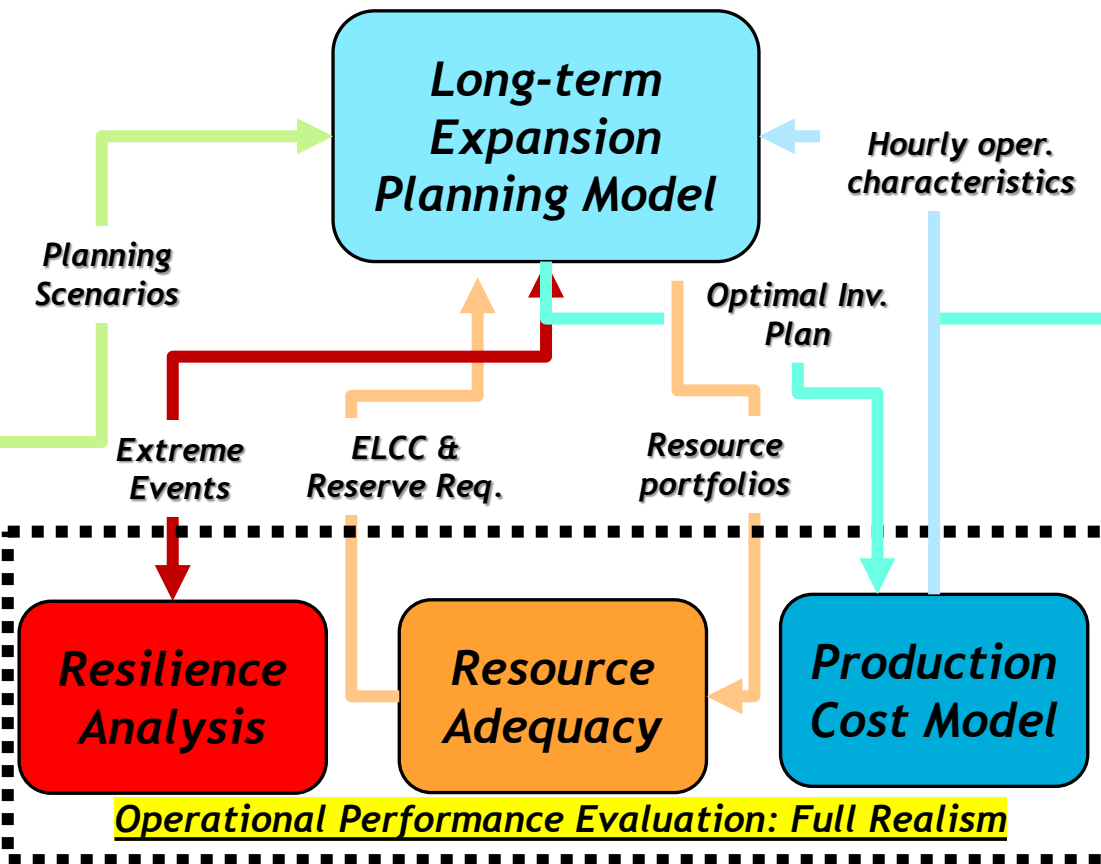 Long-term
Expansion
Planning Model
Hourly oper.
characteristics
Planning
Scenarios
Optimal Inv.
Plan
Extreme
Events
ELCC &
Reserve Req.
Resource
portfolios
Resilience
Analysis
Resource
Adequacy
Production
Cost Model
Operational Performance Evaluation: Full Realism